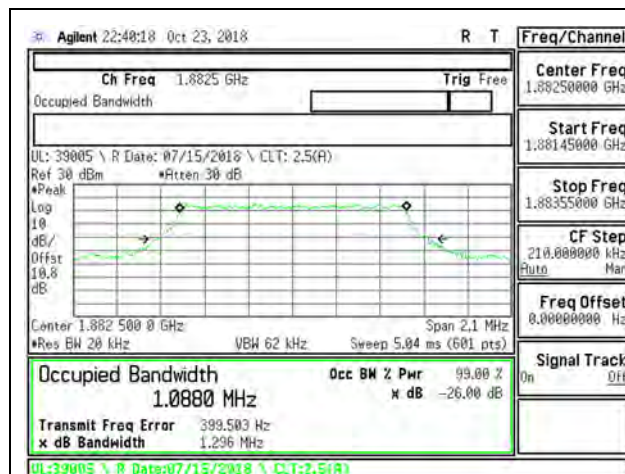 Agilent 22:40:18 Oct 23, 2018 R T
Freq/Channel
Ch Freq 1.8825 GHz Trig Free
Occupied Bandwidth
Center Freq
1.88250000 GHz
Start Freq
1.88145000 GHz
Stop Freq
1.88355000 GHz
CF Step
210.000000 kHz
Auto Man
Freq Offset
0.00000000 Hz
Signal Track
On Off
UL: 39005 \ R Date: 07/15/2018 \ CLT: 2.5(A)
Ref 30 dBm #Atten 30 dB
#Peak
Log
10
dB/
Offst
10.8
dB
Center 1.882 500 0 GHz Span 2.1 MHz
#Res BW 20 kHz VBW 62 kHz Sweep 5.04 ms (601 pts)
Occupied Bandwidth Occ BW % Pwr 99.00 %
1.0880 MHz x dB -26.00 dB
Transmit Freq Error 399.503 Hz
x dB Bandwidth 1.296 MHz
UL:39005 \ R Date:07/15/2018 \ CLT:2.5(A)